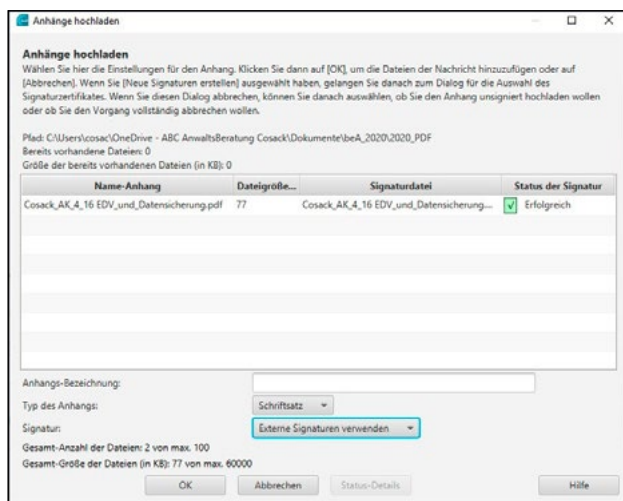 Anhänge hochladen
Anhänge hochladen
Wählen Sie hier die Einstellungen für den Anhang. Klicken Sie dann auf [OK], um die Dateien der Nachricht hinzuzufügen oder auf
[Abbrechen]. Wenn Sie [Neue Signaturen erstellen] ausgewählt haben, gelangen Sie danach zum Dialog für die Auswahl des
Signaturzertifikates. Wenn Sie diesen Dialog abbrechen, können Sie danach auswählen, ob Sie den Anhang unsigniert hochladen wollen
oder ob Sie den Vorgang vollständig abbrechen wollen.
Pfad: C:\Users\cosac\OneDrive - ABC AnwaltsBeratung Cosack\Dokumente\beA_2020\2020_PDF
Bereits vorhandene Dateien: 0
Größe der bereits vorhandenen Dateien (in KB): 0
Name-Anhang Dateigröße... Signaturdatei Status der Signatur
Cosack_AK_4_16 EDV_und_Datensicherung.pdf 77 Cosack_AK_4_16 EDV_und_Datensicherung.... Erfolgreich
Anhangs-Bezeichnung:
Typ des Anhangs: Schriftsatz
Signatur: Externe Signaturen verwenden
Gesamt-Anzahl der Dateien: 2 von max. 100
Gesamt-Größe der Dateien (in KB): 77 von max. 60000
OK Abbrechen Status-Details Hilfe